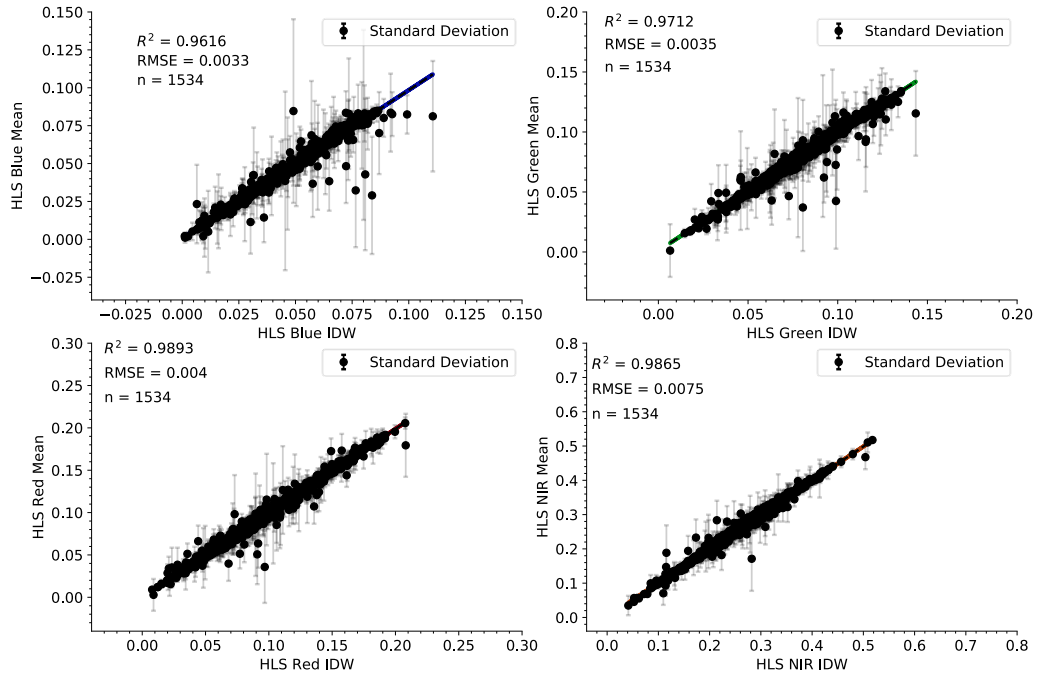 R² = 0.9616
RMSE = 0.0033
n = 1534
Standard Deviation
HLS Blue Mean
0.150
0.125
0.100
0.075
0.050
0.025
0.000
−0.025
−0.025 0.000 0.025 0.050 0.075 0.100 0.125 0.150
HLS Blue IDW
R² = 0.9712
RMSE = 0.0035
n = 1534
Standard Deviation
HLS Green Mean
0.20
0.15
0.10
0.05
0.00
0.00 0.05 0.10 0.15 0.20
HLS Green IDW
R² = 0.9893
RMSE = 0.004
n = 1534
Standard Deviation
HLS Red Mean
0.30
0.25
0.20
0.15
0.10
0.05
0.00
0.00 0.05 0.10 0.15 0.20 0.25 0.30
HLS Red IDW
R² = 0.9865
RMSE = 0.0075
n = 1534
Standard Deviation
HLS NIR Mean
0.8
0.7
0.6
0.5
0.4
0.3
0.2
0.1
0.0
0.0 0.1 0.2 0.3 0.4 0.5 0.6 0.7 0.8
HLS NIR IDW